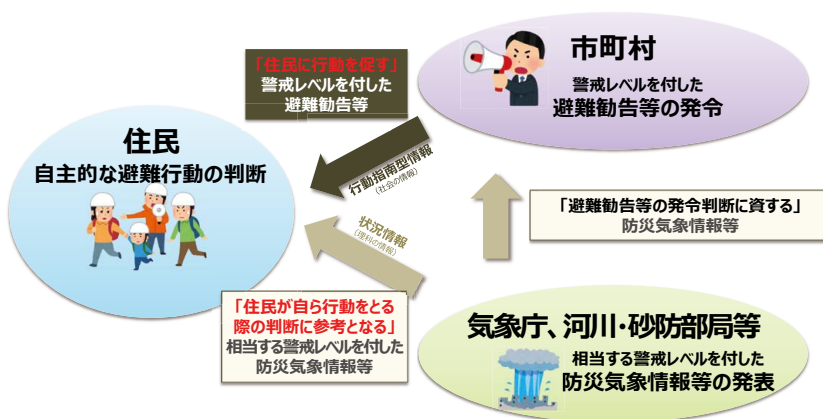 「住民に行動を促す」
警戒レベルを付した
避難勧告等
市町村
警戒レベルを付した
避難勧告等の発令
住民
自主的な避難行動の判断
行動指南型情報
(社会の情報)
状況情報
(理科の情報)
「避難勧告等の発令判断に資する」
防災気象情報等
「住民が自ら行動をとる
際の判断に参考となる」
相当する警戒レベルを付した
防災気象情報等
気象庁、河川・砂防部局等
相当する警戒レベルを付した
防災気象情報等の発表